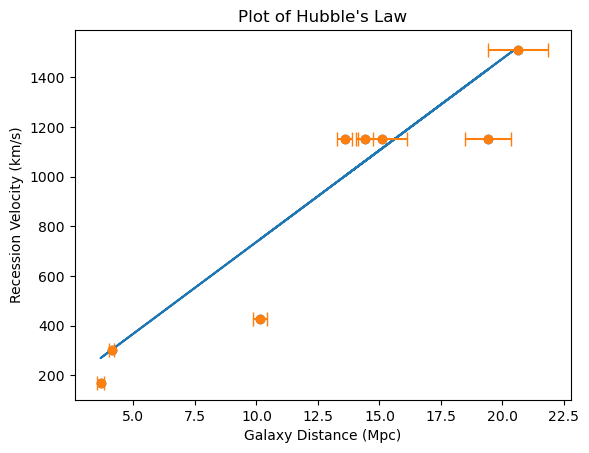 Plot of Hubble's Law
Recession Velocity (km/s)
1400
1200
1000
800
600
400
200
5.0 7.5 10.0 12.5 15.0 17.5 20.0 22.5
Galaxy Distance (Mpc)